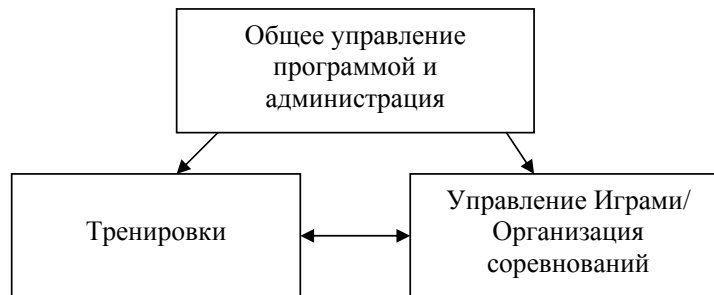 Общее управление
программой и
администрация
Тренировки
Управление Играми/
Организация
соревнований